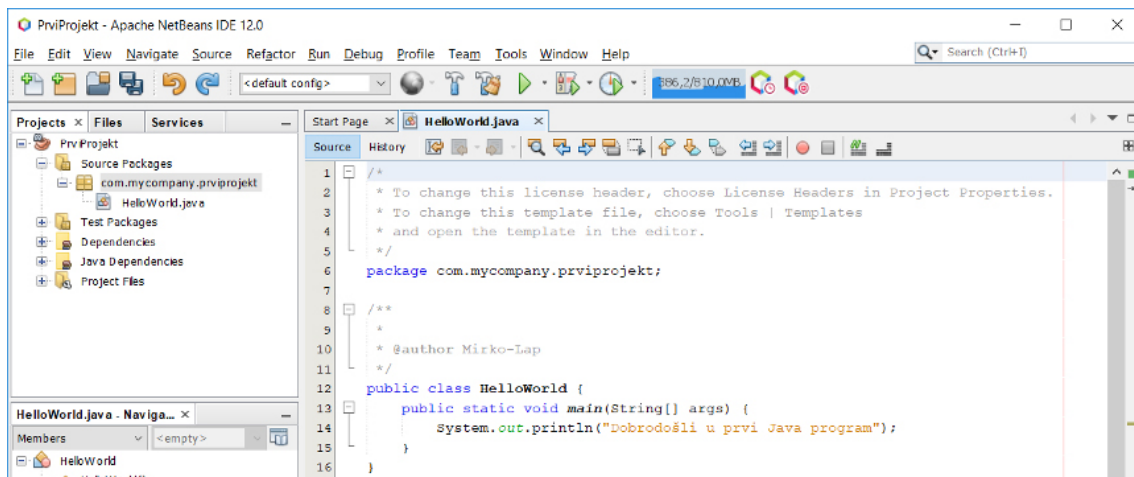 PrviProjekt - Apache NetBeans IDE 12.0
File Edit View Navigate Source Refactor Run Debug Profile Team Tools Window Help
Search (Ctrl+I)
<default config>
386,2/810,0MB
Projects Files Services
PrviProjekt
Source Packages
com.mycompany.prviprojekt
HelloWorld.java
Test Packages
Dependencies
Java Dependencies
Project Files
HelloWorld.java - Naviga...
Members <empty>
HelloWorld
Start Page HelloWorld.java
Source History
1 /*
2 * To change this license header, choose License Headers in Project Properties.
3 * To change this template file, choose Tools | Templates
4 * and open the template in the editor.
5 */
6 package com.mycompany.prviprojekt;
7
8 /**
9 *
10 * @author Mirko-Lap
11 */
12 public class HelloWorld {
13 public static void main(String[] args) {
14 System.out.println("Dobrodošli u prvi Java program");
15 }
16 }